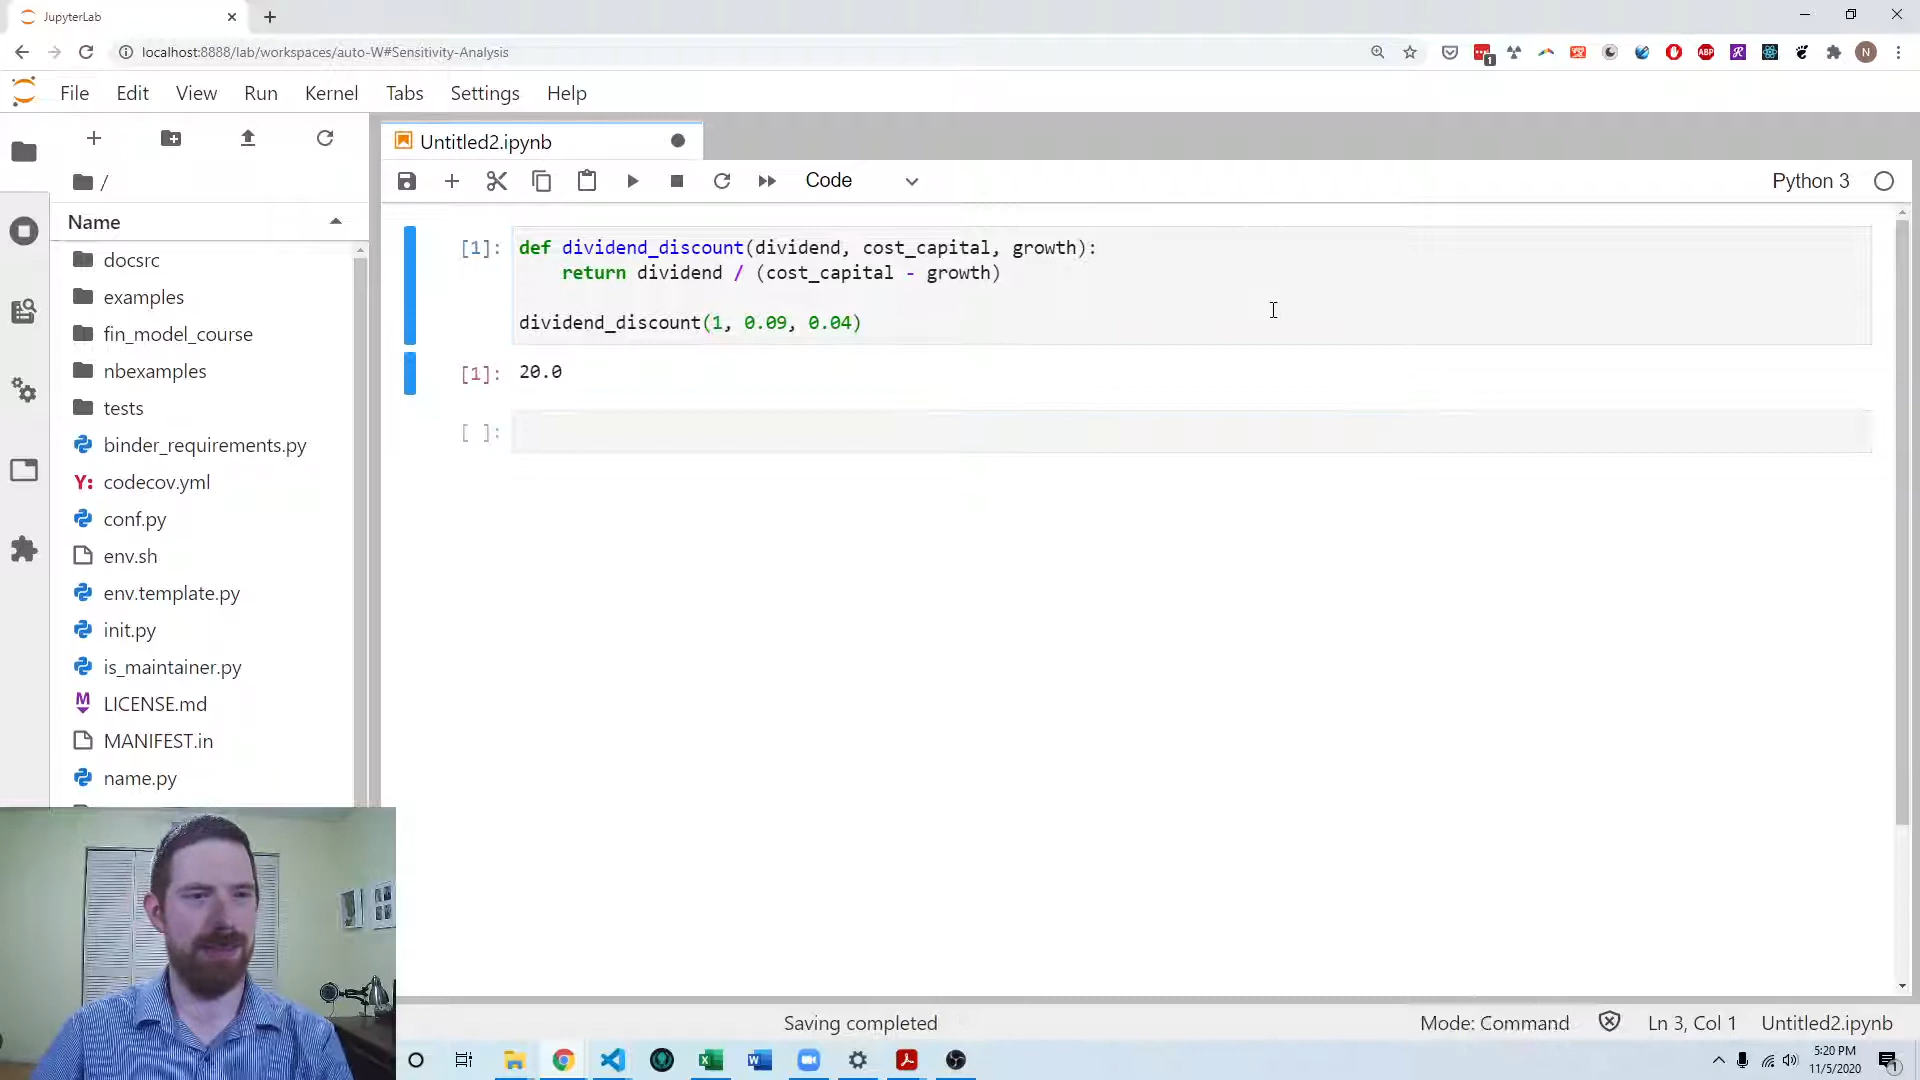 JupyterLab
localhost:8888/lab/workspaces/auto-W#Sensitivity-Analysis
1
ABP
R
N
File Edit View Run Kernel Tabs Settings Help
Untitled2.ipynb
/
Code
Python 3
Name
docsrc
examples
fin_model_course
nbexamples
tests
binder_requirements.py
Y: codecov.yml
conf.py
env.sh
env.template.py
init.py
is_maintainer.py
M LICENSE.md
MANIFEST.in
name.py
[1]: def dividend_discount(dividend, cost_capital, growth):
return dividend / (cost_capital - growth)
dividend_discount(1, 0.09, 0.04)
[1]: 20.0
[ ]:
Saving completed
Mode: Command
Ln 3, Col 1
Untitled2.ipynb
5:20 PM
11/5/2020
1